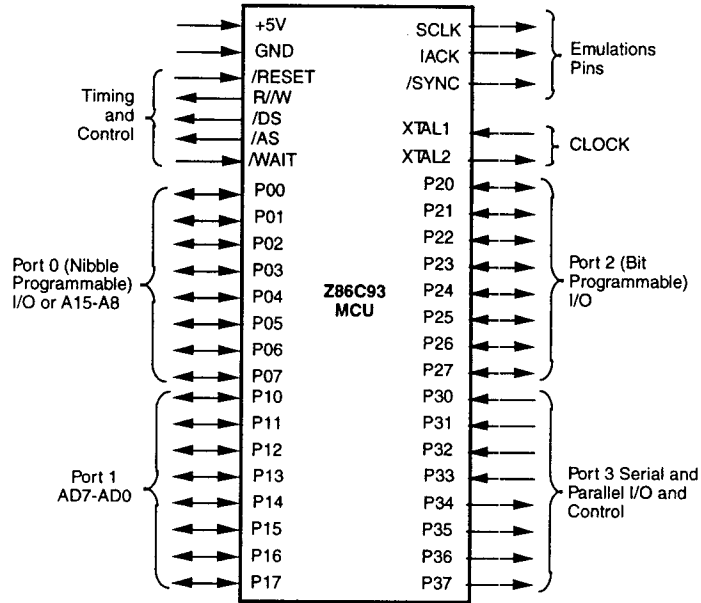 +5V
GND
/RESET
R//W
/DS
/AS
/WAIT
Timing
and
Control
P00
P01
P02
P03
P04
P05
P06
P07
Port 0 (Nibble
Programmable)
I/O or A15-A8
P10
P11
P12
P13
P14
P15
P16
P17
Port 1
AD7-AD0
Z86C93
MCU
SCLK
IACK
/SYNC
Emulations
Pins
XTAL1
XTAL2
CLOCK
P20
P21
P22
P23
P24
P25
P26
P27
Port 2 (Bit
Programmable)
I/O
P30
P31
P32
P33
P34
P35
P36
P37
Port 3 Serial and
Parallel I/O and
Control